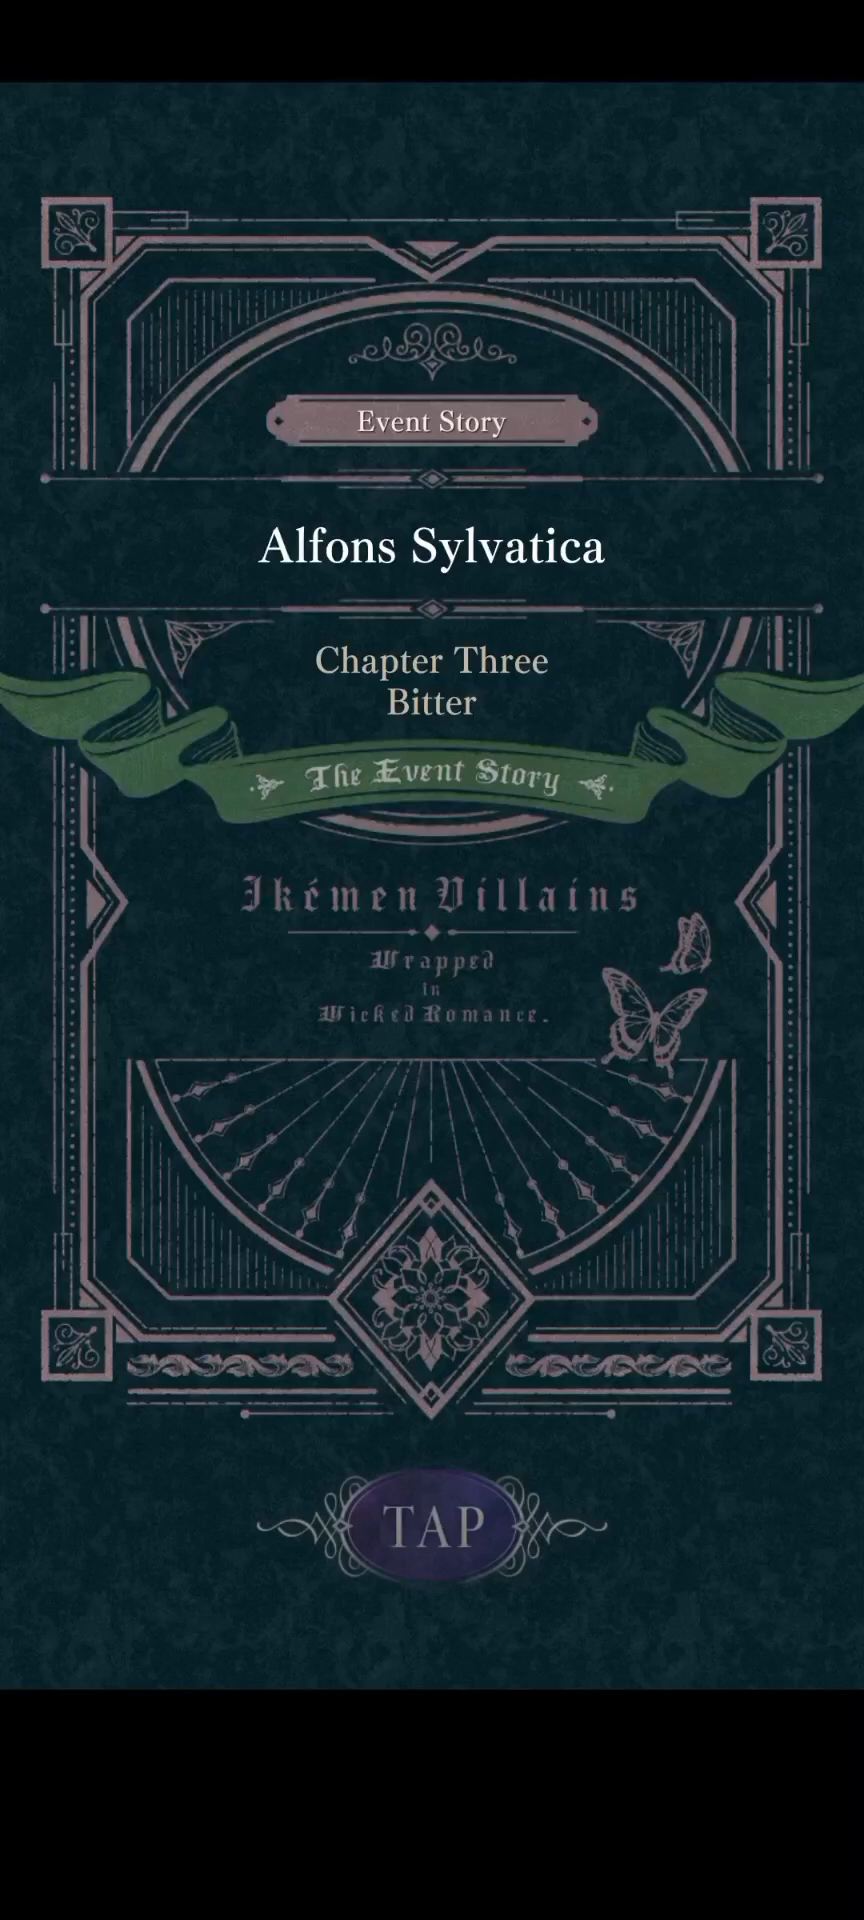 Event Story
Alfons Sylvatica
Chapter Three
Bitter
The Event Story
Ikémen Villains
Wrapped
in
Wicked Romance.
TAP